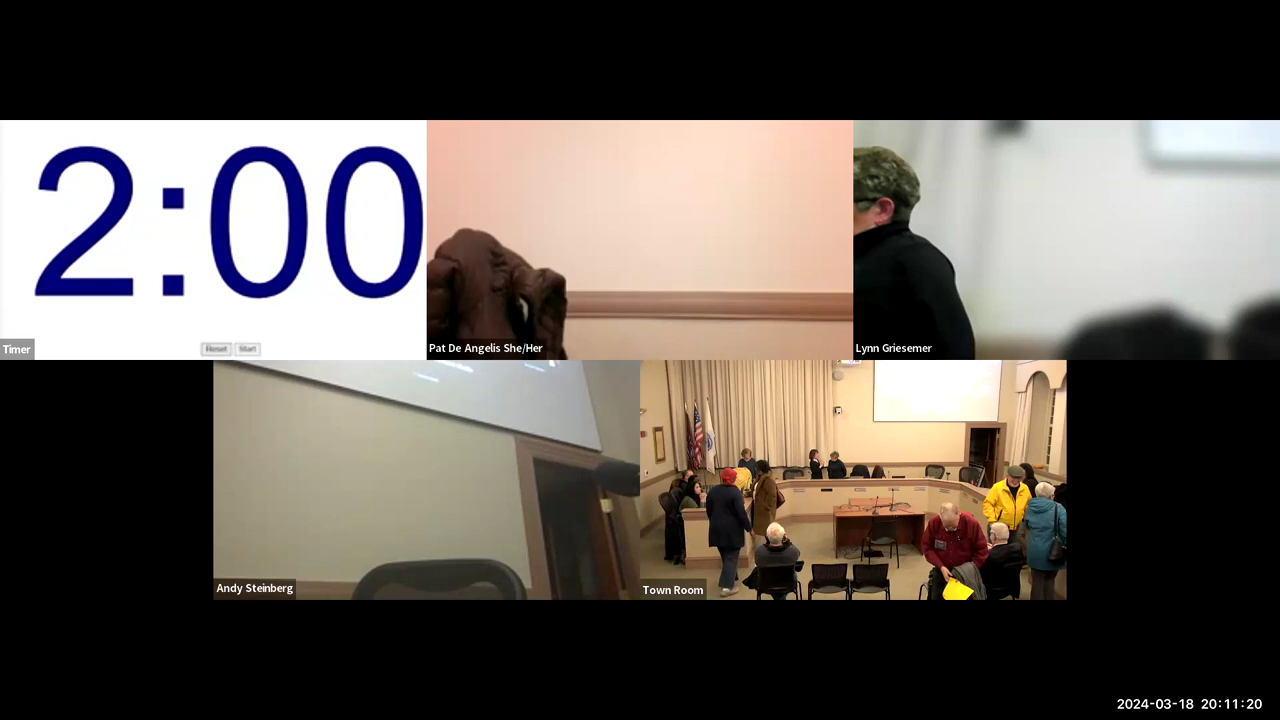 2:00
Reset Start
Timer
Pat De Angelis She/Her
Lynn Griesemer
Andy Steinberg
Town Room
2024-03-18 20:11:20